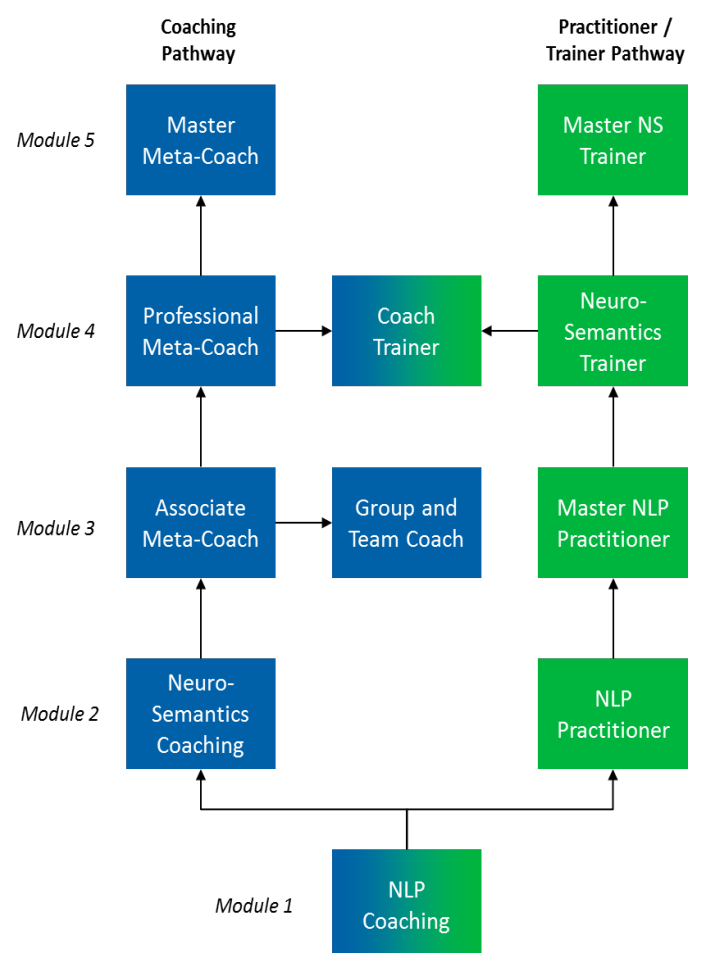 Coaching
Pathway
Practitioner /
Trainer Pathway
Module 5
Master
Meta-Coach
Master NS
Trainer
Module 4
Professional
Meta-Coach
Coach
Trainer
Neuro-
Semantics
Trainer
Module 3
Associate
Meta-Coach
Group and
Team Coach
Master NLP
Practitioner
Module 2
Neuro-
Semantics
Coaching
NLP
Practitioner
Module 1
NLP
Coaching